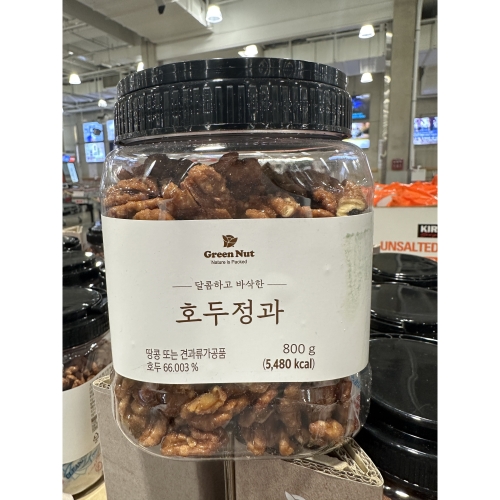 Green Nut
Nature is Packed
달콤하고 바삭한
호두정과
땅콩 또는 견과류가공품
호두 66.003 %
800 g
(5,480 kcal)
KIR
UNSALTED